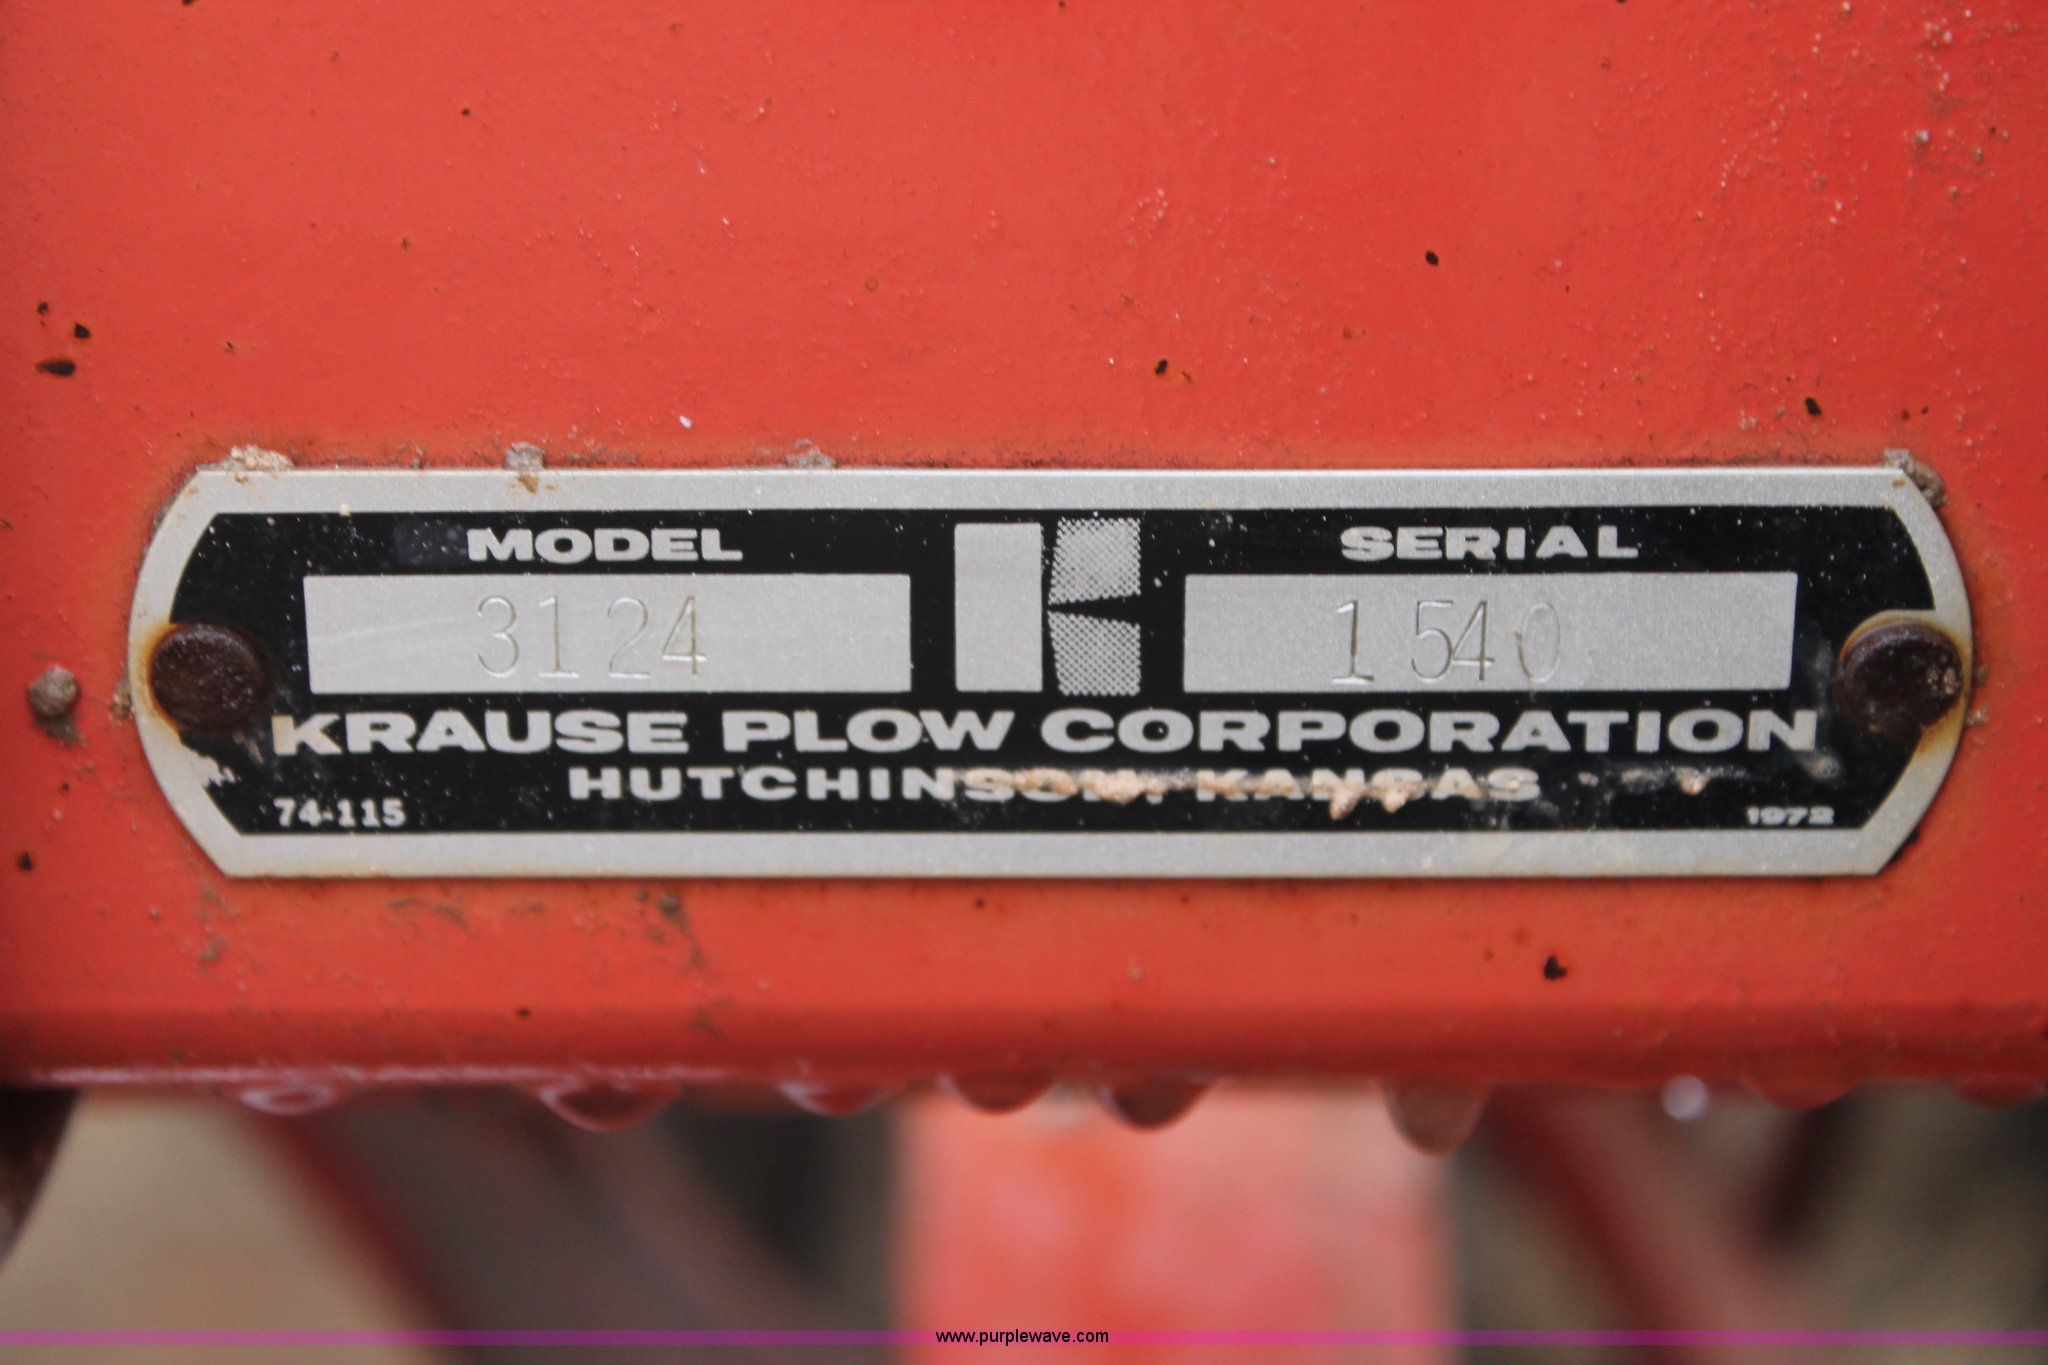 MODEL SERIAL
3124 1540
KRAUSE PLOW CORPORATION
HUTCHINSON, KANSAS
74-115 1972
www.purplewave.com